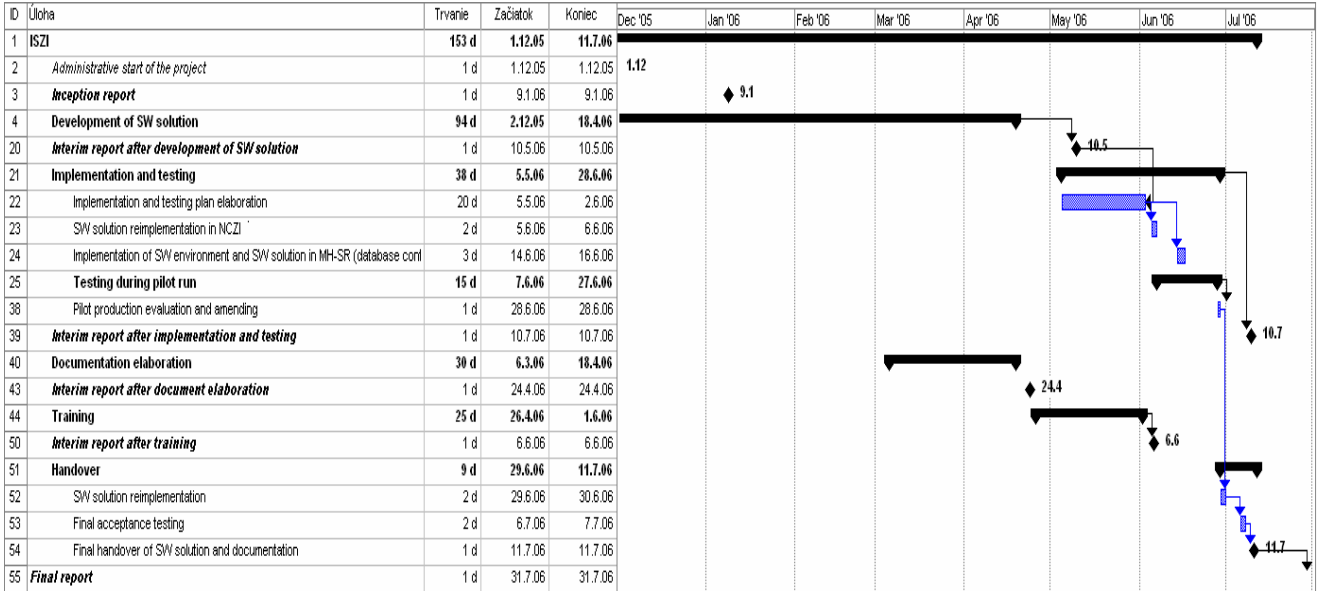 ID Úloha Trvanie Začiatok Koniec Dec '05 Jan '06 Feb '06 Mar '06 Apr '06 May '06 Jun '06 Jul '06
1 ISZI 153 d 1.12.05 11.7.06
2 Administrative start of the project 1 d 1.12.05 1.12.05 1.12
3 Inception report 1 d 9.1.06 9.1.06 9.1
4 Development of SW solution 94 d 2.12.05 18.4.06
20 Interim report after development of SW solution 1 d 10.5.06 10.5.06 10.5
21 Implementation and testing 38 d 5.5.06 28.6.06
22 Implementation and testing plan elaboration 20 d 5.5.06 2.6.06
23 SW solution reimplementation in NCZI 2 d 5.6.06 6.6.06
24 Implementation of SW environment and SW solution in MH-SR (database conf 3 d 14.6.06 16.6.06
25 Testing during pilot run 15 d 7.6.06 27.6.06
38 Pilot production evaluation and amending 1 d 28.6.06 28.6.06
39 Interim report after implementation and testing 1 d 10.7.06 10.7.06 10.7
40 Documentation elaboration 30 d 6.3.06 18.4.06
43 Interim report after document elaboration 1 d 24.4.06 24.4.06 24.4
44 Training 25 d 26.4.06 1.6.06
50 Interim report after training 1 d 6.6.06 6.6.06 6.6
51 Handover 9 d 29.6.06 11.7.06
52 SW solution reimplementation 2 d 29.6.06 30.6.06
53 Final acceptance testing 2 d 6.7.06 7.7.06
54 Final handover of SW solution and documentation 1 d 11.7.06 11.7.06 11.7
55 Final report 1 d 31.7.06 31.7.06